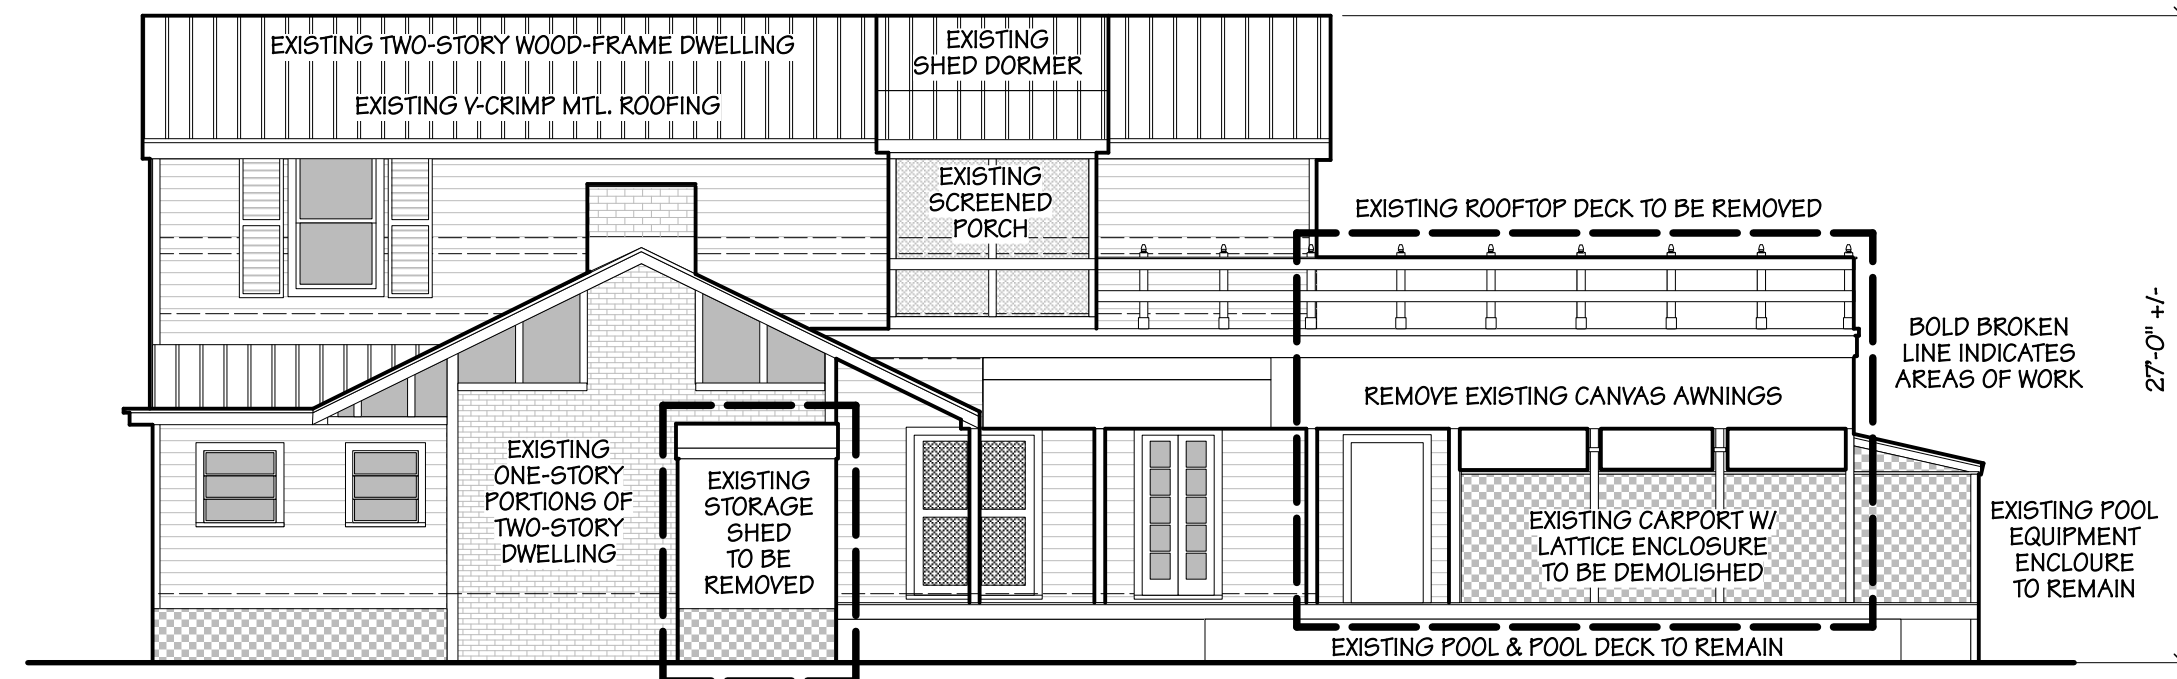 EXISTING TWO-STORY WOOD-FRAME DWELLING
EXISTING V-CRIMP MTL. ROOFING
EXISTING
SHED DORMER
EXISTING
SCREENED
PORCH
EXISTING ROOFTOP DECK TO BE REMOVED
BOLD BROKEN
LINE INDICATES
AREAS OF WORK
27'-0" +/-
REMOVE EXISTING CANVAS AWNINGS
EXISTING
ONE-STORY
PORTIONS OF
TWO-STORY
DWELLING
EXISTING
STORAGE
SHED
TO BE
REMOVED
EXISTING CARPORT W/
LATTICE ENCLOSURE
TO BE DEMOLISHED
EXISTING POOL
EQUIPMENT
ENCLOURE
TO REMAIN
EXISTING POOL & POOL DECK TO REMAIN